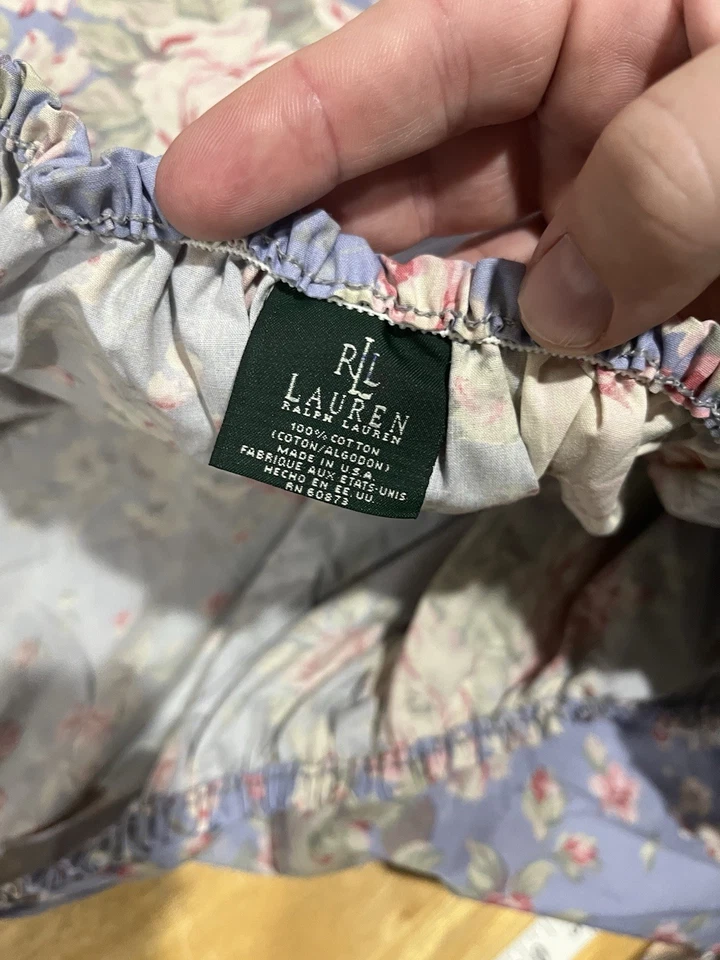 RLL
LAUREN
RALPH LAUREN
100% COTTON
(COTON/ALGODON)
MADE IN U.S.A.
FABRIQUE AUX ETATS-UNIS
HECHO EN EE.UU.
RN 60873